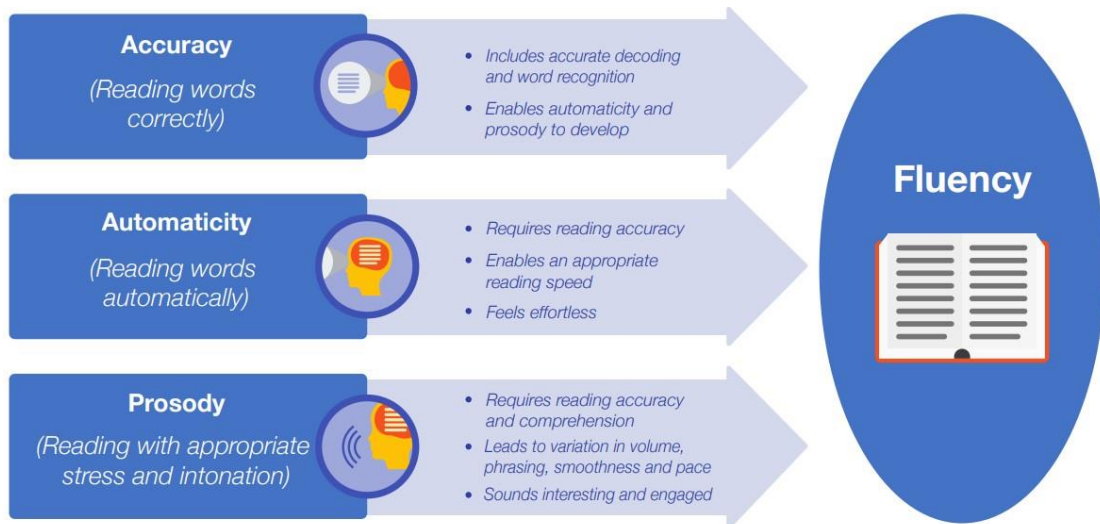 Accuracy
(Reading words
correctly)
• Includes accurate decoding
and word recognition
• Enables automaticity and
prosody to develop
Automaticity
(Reading words
automatically)
• Requires reading accuracy
• Enables an appropriate
reading speed
• Feels effortless
Prosody
(Reading with appropriate
stress and intonation)
• Requires reading accuracy
and comprehension
• Leads to variation in volume,
phrasing, smoothness and pace
• Sounds interesting and engaged
Fluency